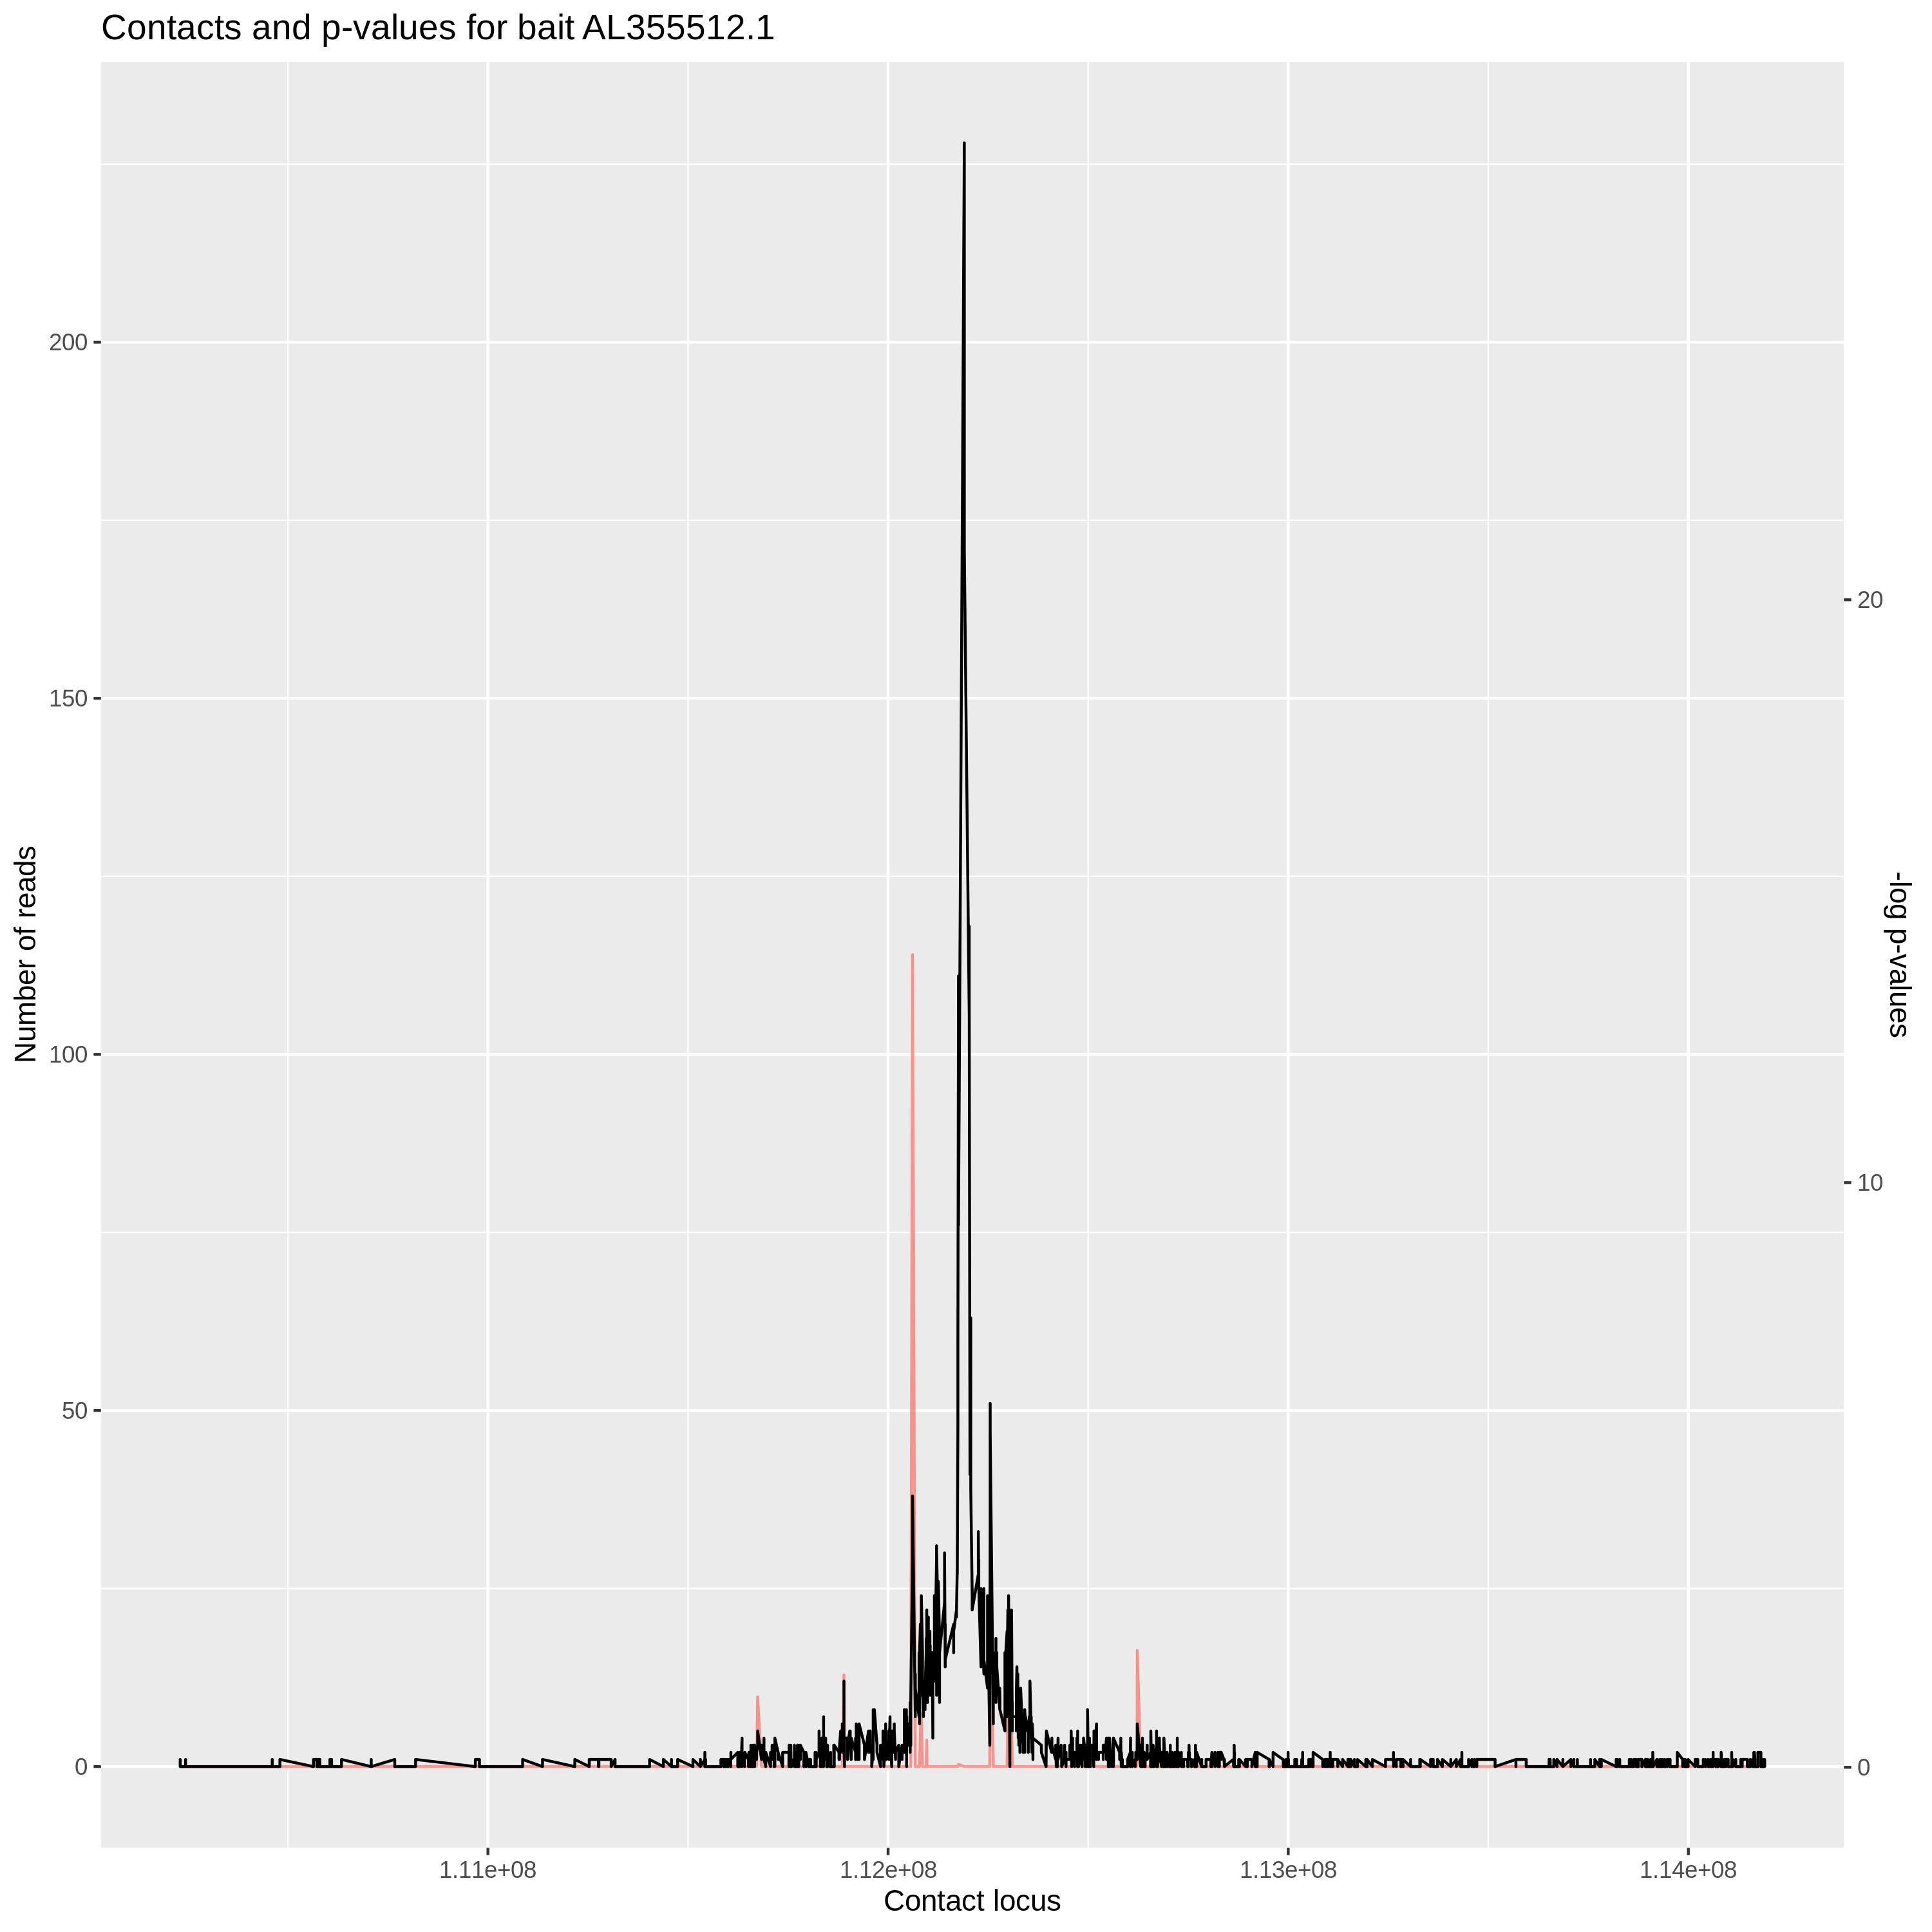 Contacts and p-values for bait AL355512.1
Number of reads
200
150
100
50
0
20
10
0
-log p-values
1.11e+08
1.12e+08
1.13e+08
1.14e+08
Contact locus